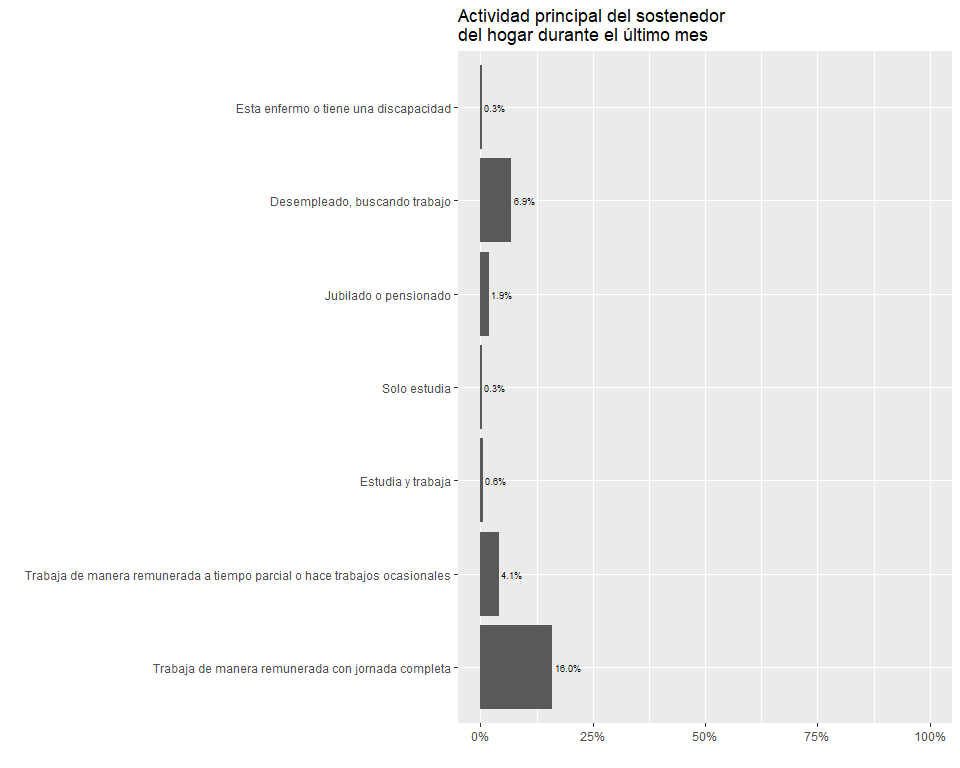 Actividad principal del sostenedor
del hogar durante el último mes
Esta enfermo o tiene una discapacidad
0.3%
Desempleado, buscando trabajo
6.9%
Jubilado o pensionado
1.9%
Solo estudia
0.3%
Estudia y trabaja
0.6%
Trabaja de manera remunerada a tiempo parcial o hace trabajos ocasionales
4.1%
Trabaja de manera remunerada con jornada completa
16.0%
0% 25% 50% 75% 100%